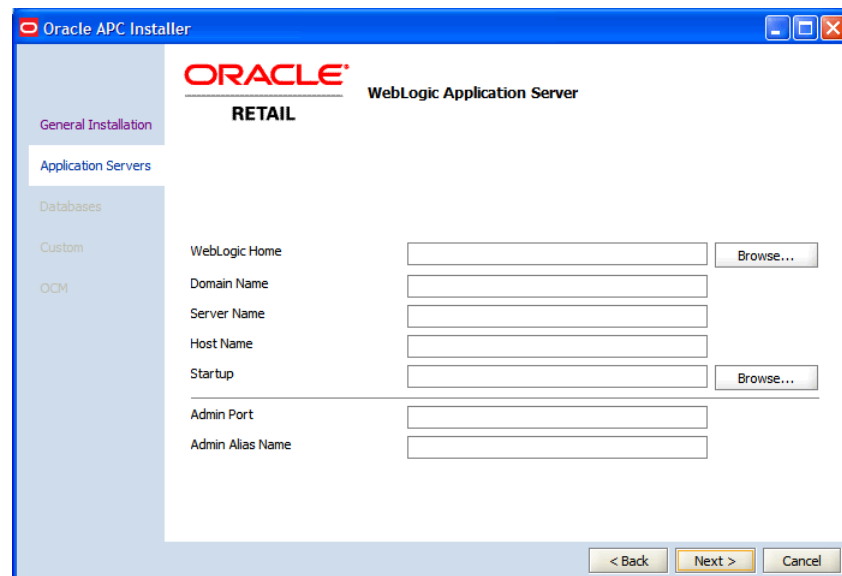 Oracle APC Installer
ORACLE
RETAIL
WebLogic Application Server
General Installation
Application Servers
Databases
Custom
OCM
WebLogic Home
Browse...
Domain Name
Server Name
Host Name
Startup
Browse...
Admin Port
Admin Alias Name
< Back
Next >
Cancel